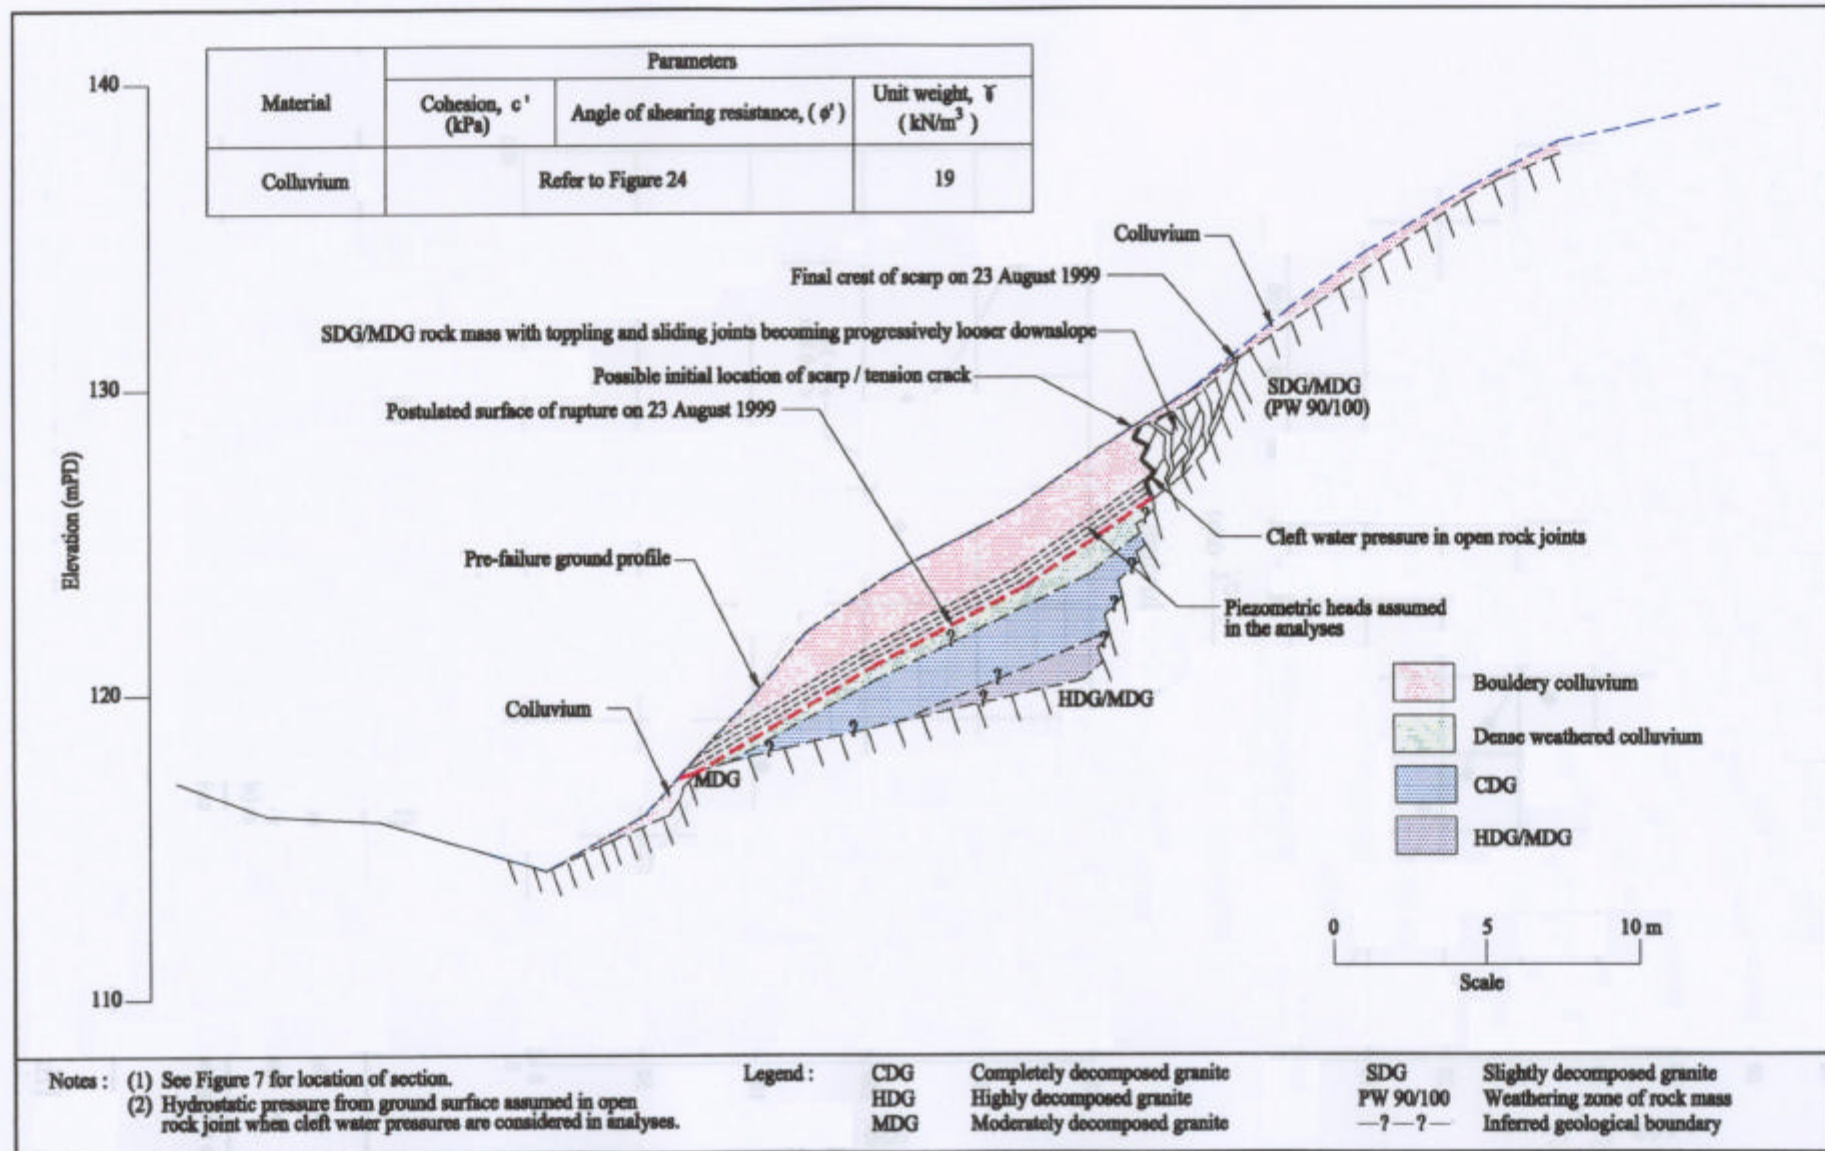 Parameters
Material
Cohesion, c'
(kPa)
Angle of shearing resistance, ( φ' )
Unit weight, ɣ
( kN/m³ )
Colluvium
Refer to Figure 24
19
140
130
120
110
Elevation (mPD)
Colluvium
Final crest of scarp on 23 August 1999
SDG/MDG rock mass with toppling and sliding joints becoming progressively looser downslope
Possible initial location of scarp / tension crack
Postulated surface of rupture on 23 August 1999
SDG/MDG
(PW 90/100)
Cleft water pressure in open rock joints
Pre-failure ground profile
Piezometric heads assumed
in the analyses
Colluvium
HDG/MDG
MDG
?
?
?
?
?
?
?
?
?
Bouldery colluvium
Dense weathered colluvium
CDG
HDG/MDG
0 5 10 m
Scale
Notes : (1) See Figure 7 for location of section.
(2) Hydrostatic pressure from ground surface assumed in open
rock joint when cleft water pressures are considered in analyses.
Legend : CDG Completely decomposed granite
HDG Highly decomposed granite
MDG Moderately decomposed granite
SDG Slightly decomposed granite
PW 90/100 Weathering zone of rock mass
—?—?— Inferred geological boundary